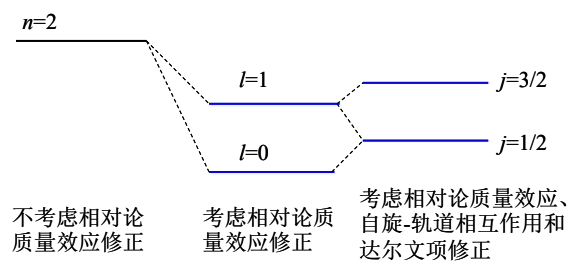 n=2
l=1
j=3/2
l=0
j=1/2
不考虑相对论
质量效应修正
考虑相对论质
量效应修正
考虑相对论质量效应、
自旋-轨道相互作用和
达尔文项修正